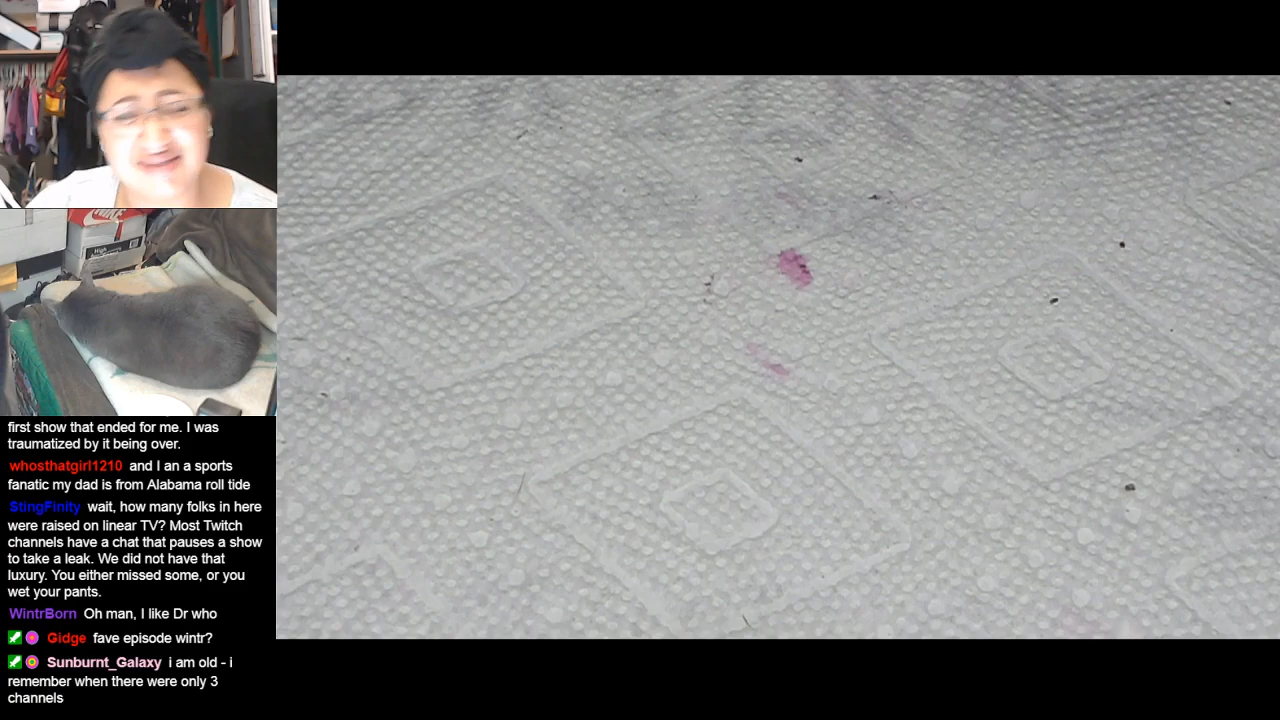 High
first show that ended for me. I was
traumatized by it being over.
whosthatgirl1210 and I an a sports
fanatic my dad is from Alabama roll tide
StingFinity wait, how many folks in here
were raised on linear TV? Most Twitch
channels have a chat that pauses a show
to take a leak. We did not have that
luxury. You either missed some, or you
wet your pants.
WintrBorn Oh man, I like Dr who
Gidge fave episode wintr?
Sunburnt_Galaxy i am old - i
remember when there were only 3
channels